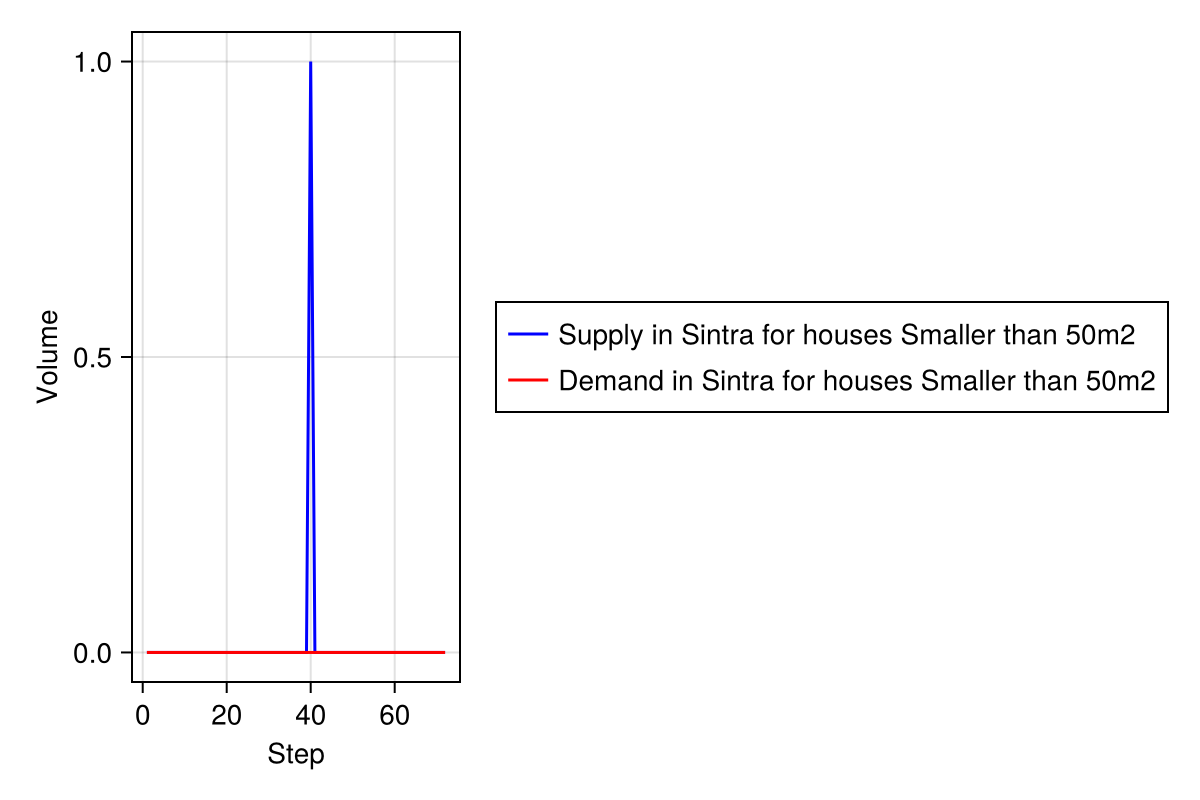 1.0
0.5
0.0
Volume
0 20 40 60
Step
Supply in Sintra for houses Smaller than 50m2
Demand in Sintra for houses Smaller than 50m2